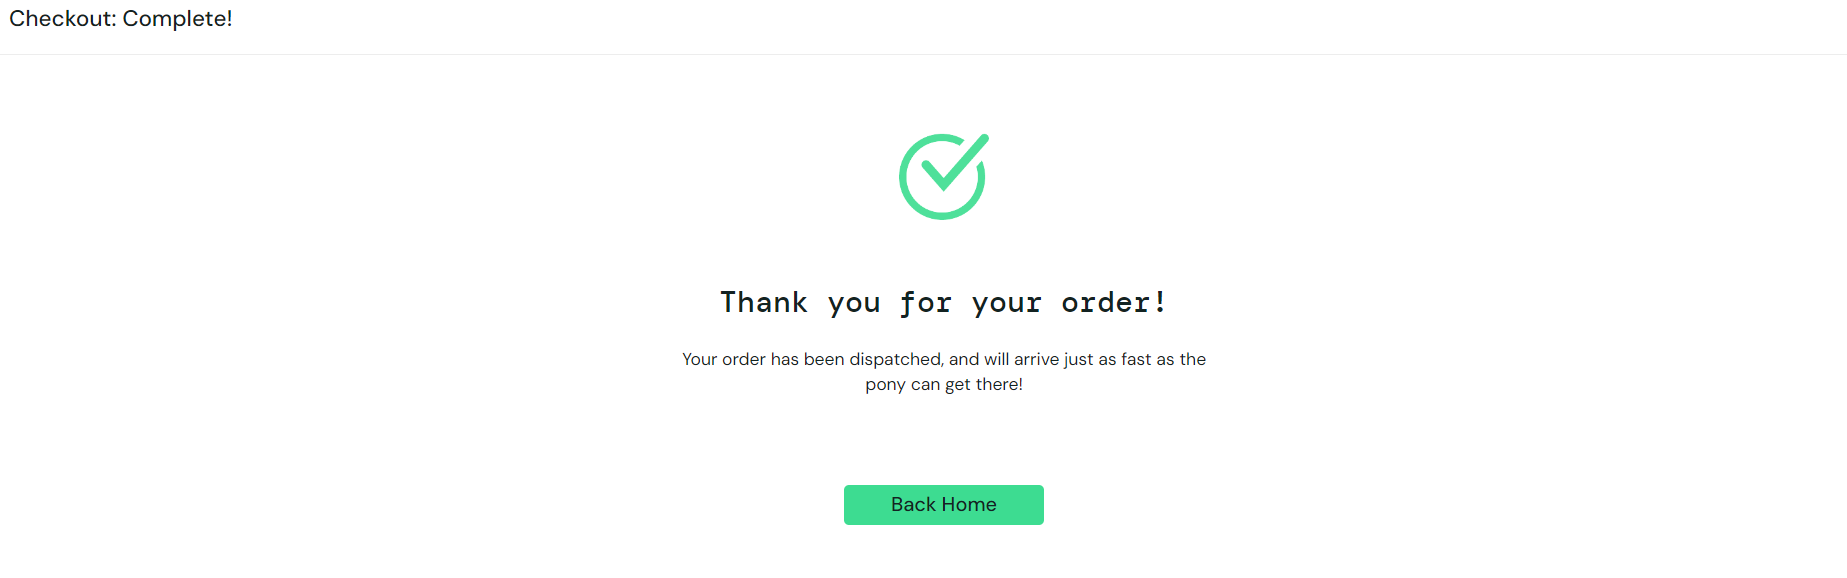 Checkout: Complete!
Thank you for your order!
Your order has been dispatched, and will arrive just as fast as the
pony can get there!
Back Home